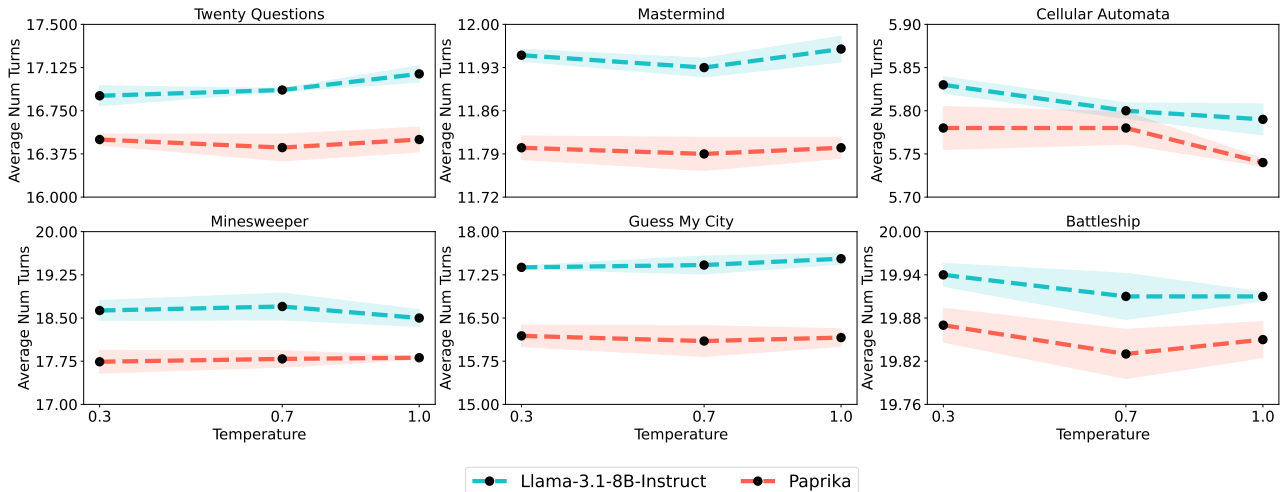 Twenty Questions
Average Num Turns
17.500
17.125
16.750
16.375
16.000
Mastermind
Average Num Turns
12.00
11.93
11.86
11.79
11.72
Cellular Automata
Average Num Turns
5.90
5.85
5.80
5.75
5.70
Minesweeper
Average Num Turns
20.00
19.25
18.50
17.75
17.00
0.3
0.7
1.0
Temperature
Guess My City
Average Num Turns
18.00
17.25
16.50
15.75
15.00
0.3
0.7
1.0
Temperature
Battleship
Average Num Turns
20.00
19.94
19.88
19.82
19.76
0.3
0.7
1.0
Temperature
Llama-3.1-8B-Instruct
Paprika